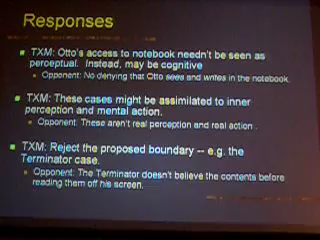 Responses
TXM: Otto's access to notebook needn't be seen as
perceptual. Instead, may be cognitive
Opponent: No denying that Otto sees and writes in the notebook.
TXM: These cases might be assimilated to inner
perception and mental action.
Opponent: These aren't real perception and real action .
TXM: Reject the proposed boundary -- e.g. the
Terminator case.
Opponent: The Terminator doesn't believe the contents before
reading them off his screen.